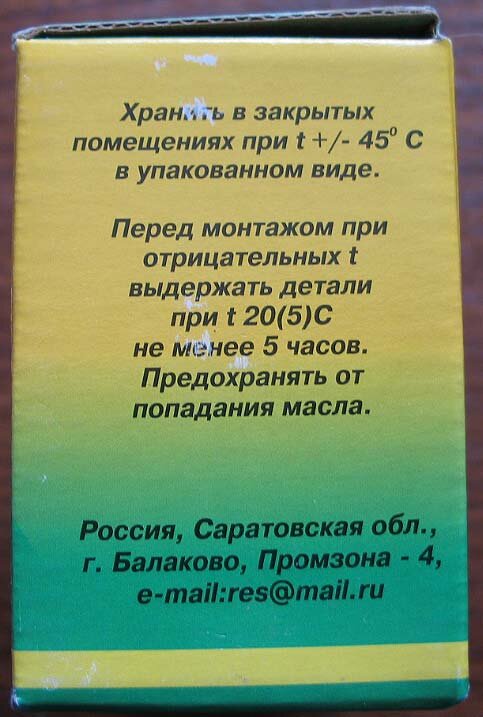 Хранить в закрытых
помещениях при t +/- 45° С
в упакованном виде.
Перед монтажом при
отрицательных t
выдержать детали
при t 20(5)С
не менее 5 часов.
Предохранять от
попадания масла.
Россия, Саратовская обл.,
г. Балаково, Промзона - 4,
e-mail:res@mail.ru